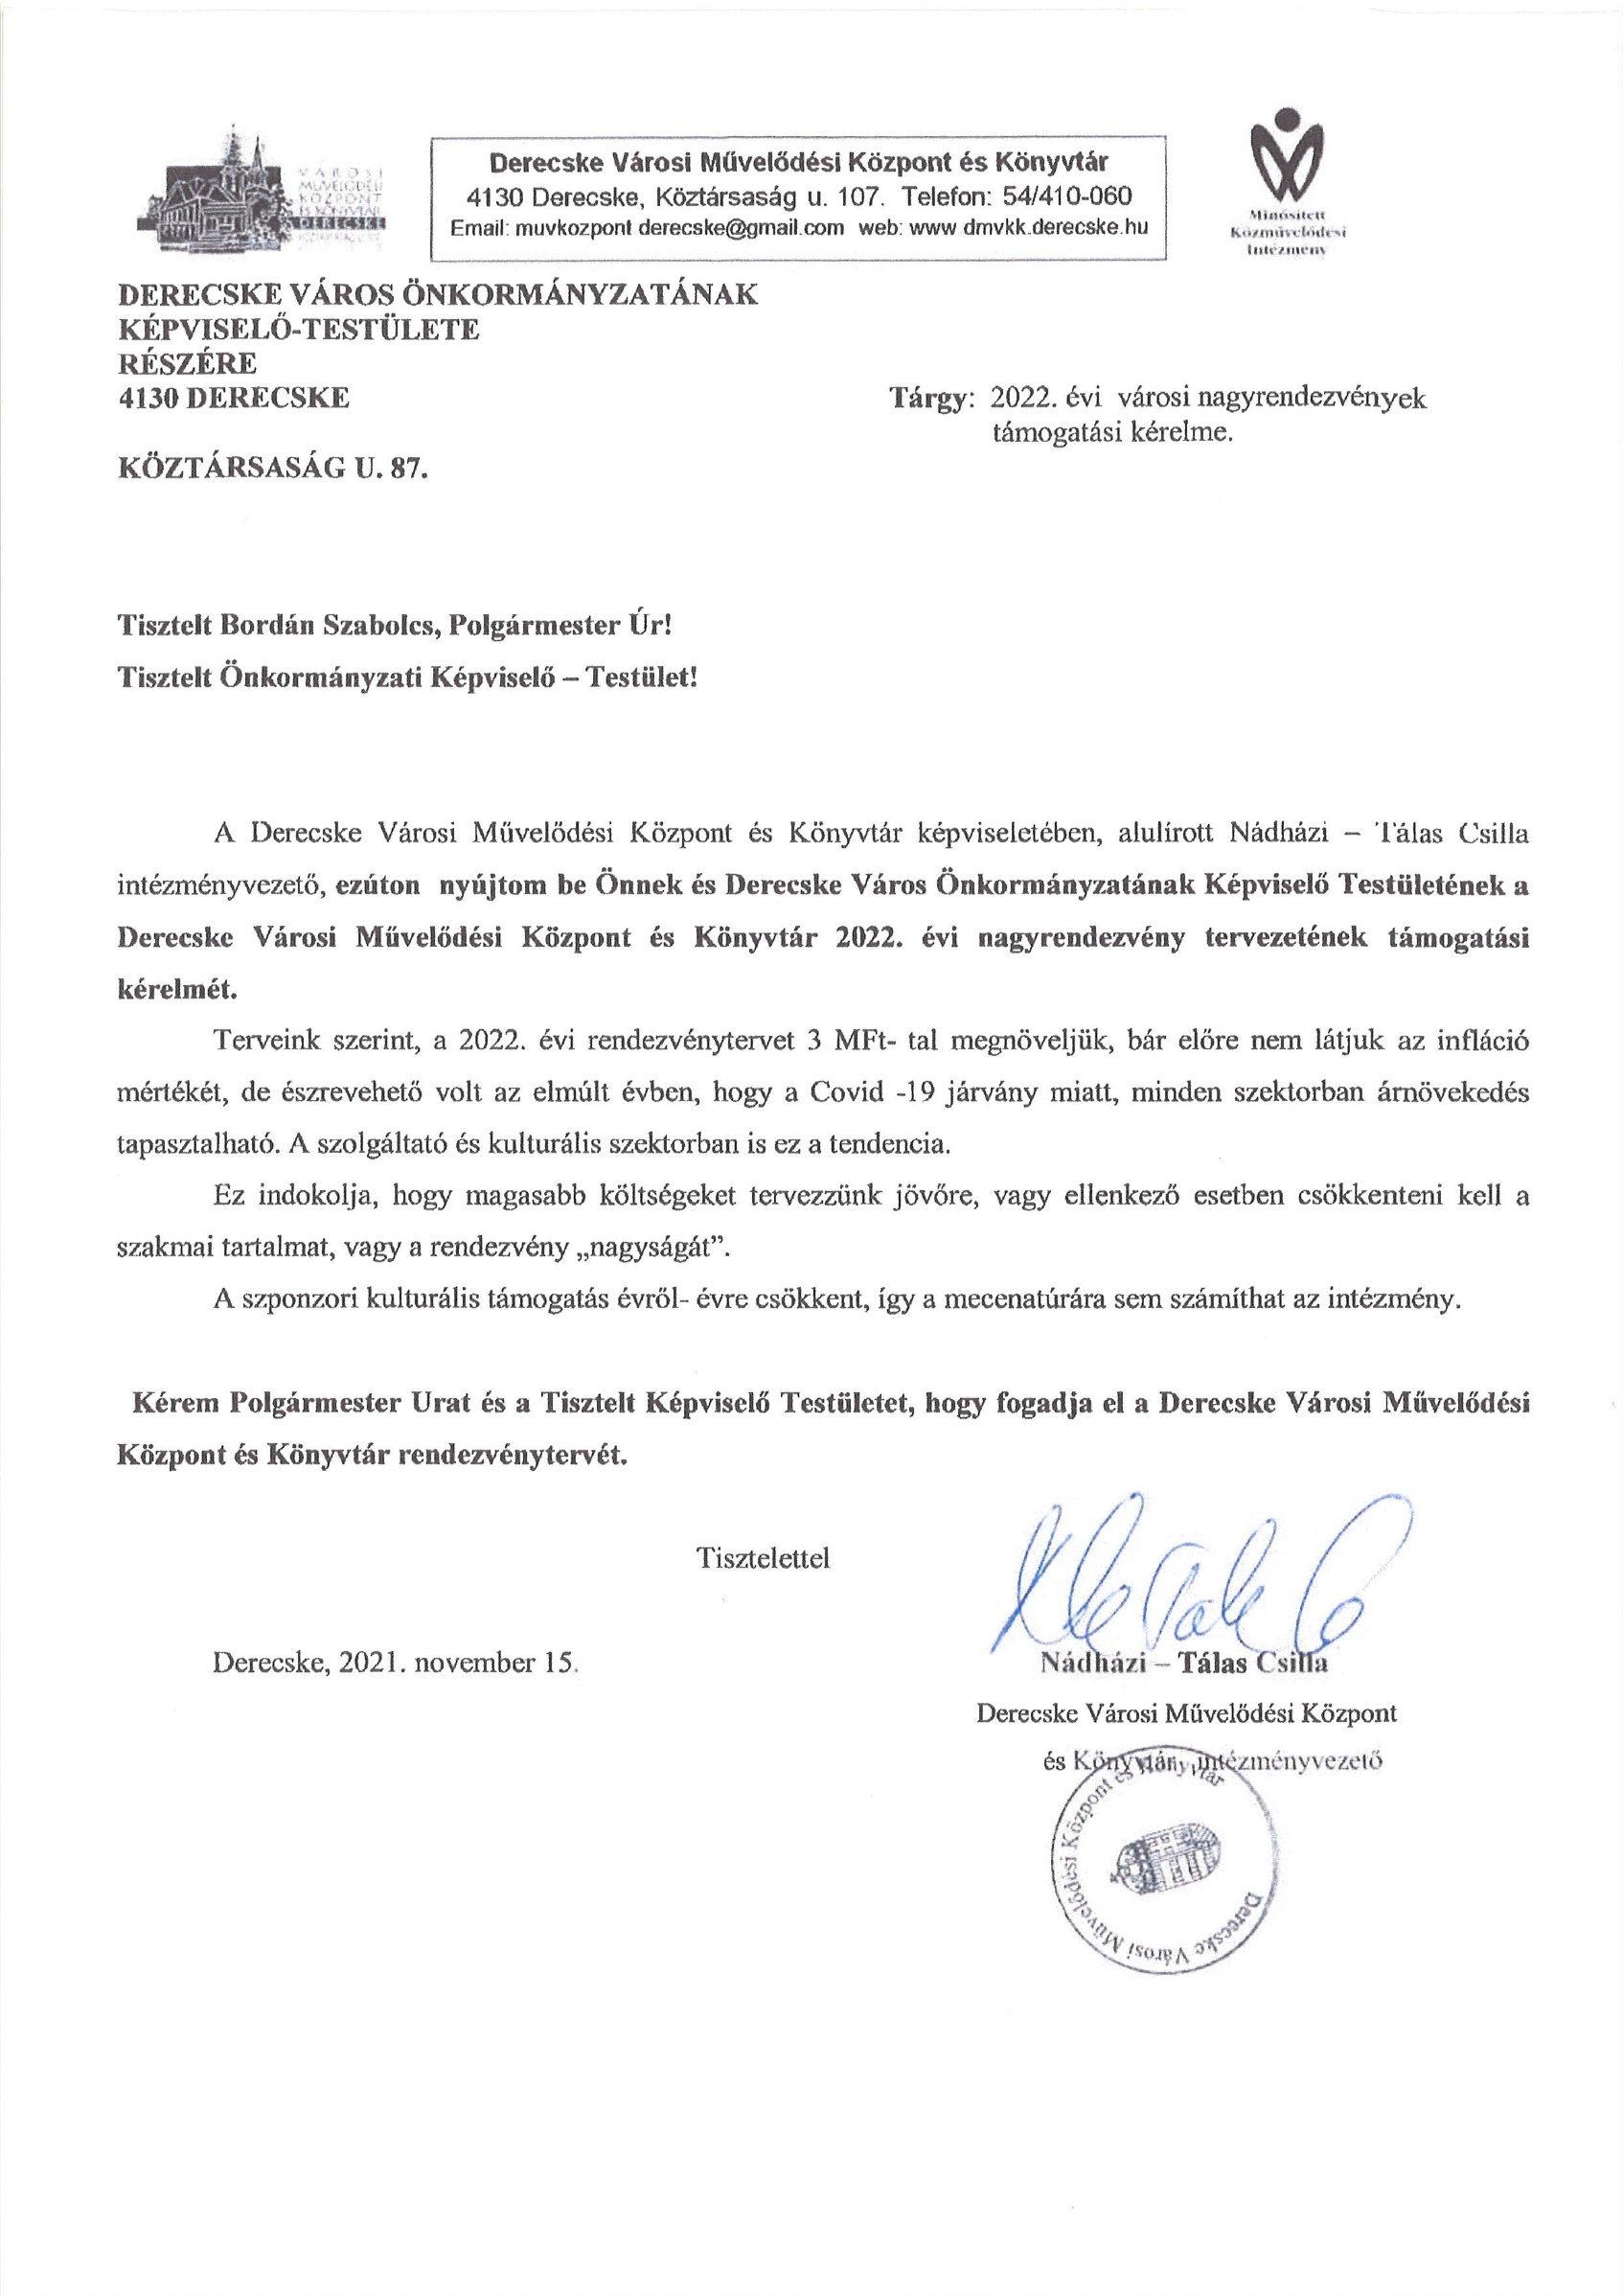 VÁROSI
MŰVELŐDÉSI
KÖZPONT
ÉS KÖNYVTÁR
DERECSKE
Derecske Városi Művelődési Központ és Könyvtár
4130 Derecske, Köztársaság u. 107. Telefon: 54/410-060
Email: muvkozpont derecske@gmail.com web: www dmvkk.derecske.hu
Minősített
Közművelődési
Intézmény
DERECSKE VÁROS ÖNKORMÁNYZATÁNAK
KÉPVISELŐ-TESTÜLETE
RÉSZÉRE
4130 DERECSKE
Tárgy: 2022. évi városi nagyrendezvények
támogatási kérelme.
KÖZTÁRSASÁG U. 87.
Tisztelt Bordán Szabolcs, Polgármester Úr!
Tisztelt Önkormányzati Képviselő – Testület!
A Derecske Városi Művelődési Központ és Könyvtár képviseletében, alulírott Nádházi – Tálas Csilla
intézményvezető, ezúton nyújtom be Önnek és Derecske Város Önkormányzatának Képviselő Testületének a
Derecske Városi Művelődési Központ és Könyvtár 2022. évi nagyrendezvény tervezetének támogatási
kérelmét.
Terveink szerint, a 2022. évi rendezvénytervet 3 MFt- tal megnöveljük, bár előre nem látjuk az infláció
mértékét, de észrevehető volt az elmúlt évben, hogy a Covid -19 járvány miatt, minden szektorban árnövekedés
tapasztalható. A szolgáltató és kulturális szektorban is ez a tendencia.
Ez indokolja, hogy magasabb költségeket tervezzünk jövőre, vagy ellenkező esetben csökkenteni kell a
szakmai tartalmat, vagy a rendezvény „nagyságát”.
A szponzori kulturális támogatás évről- évre csökkent, így a mecenatúrára sem számíthat az intézmény.
Kérem Polgármester Urat és a Tisztelt Képviselő Testületet, hogy fogadja el a Derecske Városi Művelődési
Központ és Könyvtár rendezvénytervét.
Tisztelettel
Derecske, 2021. november 15.
Nádházi – Tálas Csilla
Derecske Városi Művelődési Központ
és Könyvtár, intézményvezető
Derecske Városi Művelődési Központ és Könyvtár